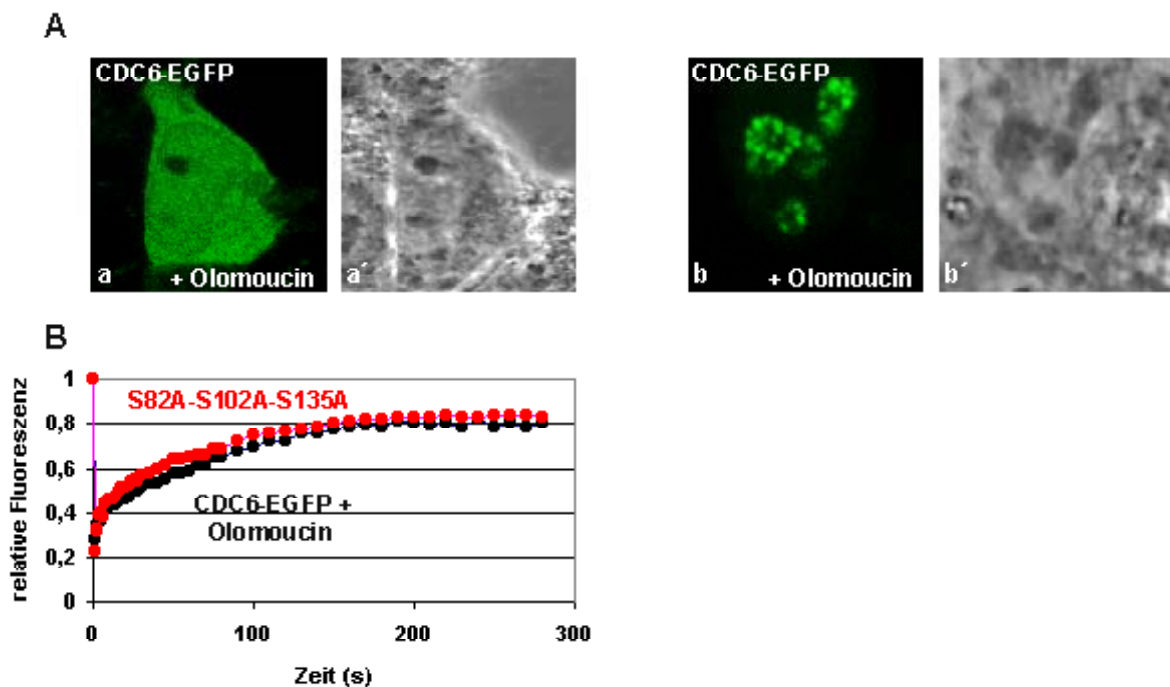 A
CDC6-EGFP
a
+ Olomoucin
a´
CDC6-EGFP
b
+ Olomoucin
b´
B
relative Fluoreszenz
1
0,8
0,6
0,4
0,2
0
S82A-S102A-S135A
CDC6-EGFP +
Olomoucin
0
100
200
300
Zeit (s)